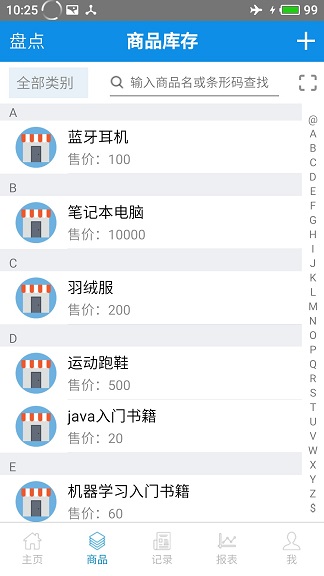 10:25 99
盘点 商品库存 +
全部类别 输入商品名或条形码查找
A
蓝牙耳机
售价：100
B
笔记本电脑
售价：10000
C
羽绒服
售价：200
D
运动跑鞋
售价：500
java入门书籍
售价：20
E
机器学习入门书籍
售价：60
@
A
B
C
D
E
F
G
H
I
J
K
L
M
N
O
P
Q
R
S
T
U
V
W
X
Y
Z
$
主页 商品 记录 报表 我